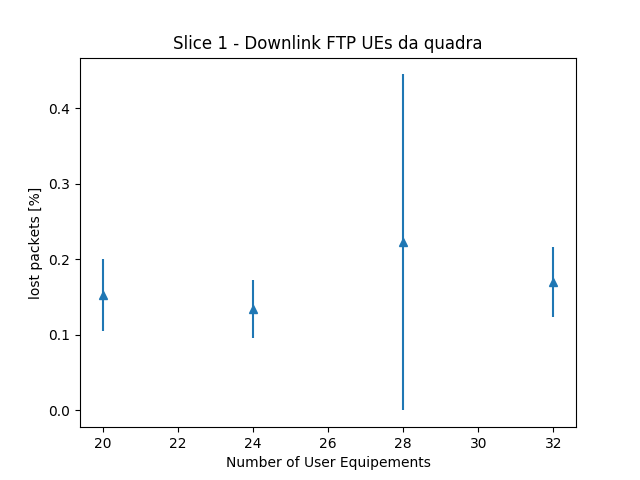 Slice 1 - Downlink FTP UEs da quadra
0.4
0.3
0.2
0.1
0.0
lost packets [%]
20 22 24 26 28 30 32
Number of User Equipements